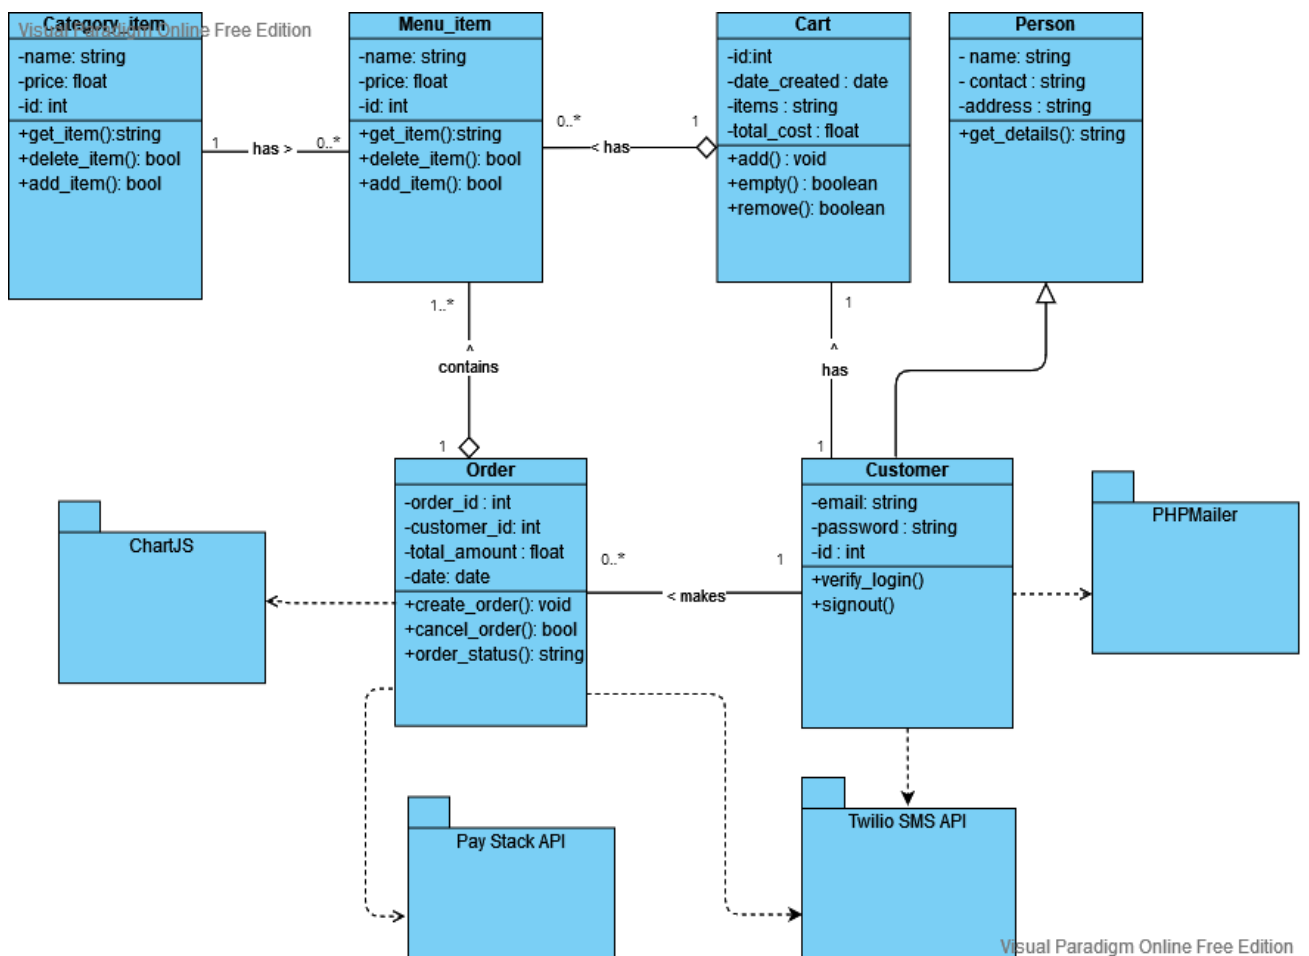 Category_item
Visual Paradigm Online Free Edition
-name: string
-price: float
-id: int
+get_item():string
+delete_item(): bool
+add_item(): bool
1
has >
0..*
Menu_item
-name: string
-price: float
-id: int
+get_item():string
+delete_item(): bool
+add_item(): bool
0..*
1
< has
Cart
-id:int
-date_created : date
-items : string
-total_cost : float
+add() : void
+empty() : boolean
+remove(): boolean
Person
- name: string
- contact : string
-address : string
+get_details(): string
1..*
^
contains
1
1
^
has
1
Order
-order_id : int
-customer_id: int
-total_amount : float
-date: date
+create_order(): void
+cancel_order(): bool
+order_status(): string
0..*
1
< makes
Customer
-email: string
-password : string
-id : int
+verify_login()
+signout()
ChartJS
PHPMailer
Pay Stack API
Twilio SMS API
Visual Paradigm Online Free Edition